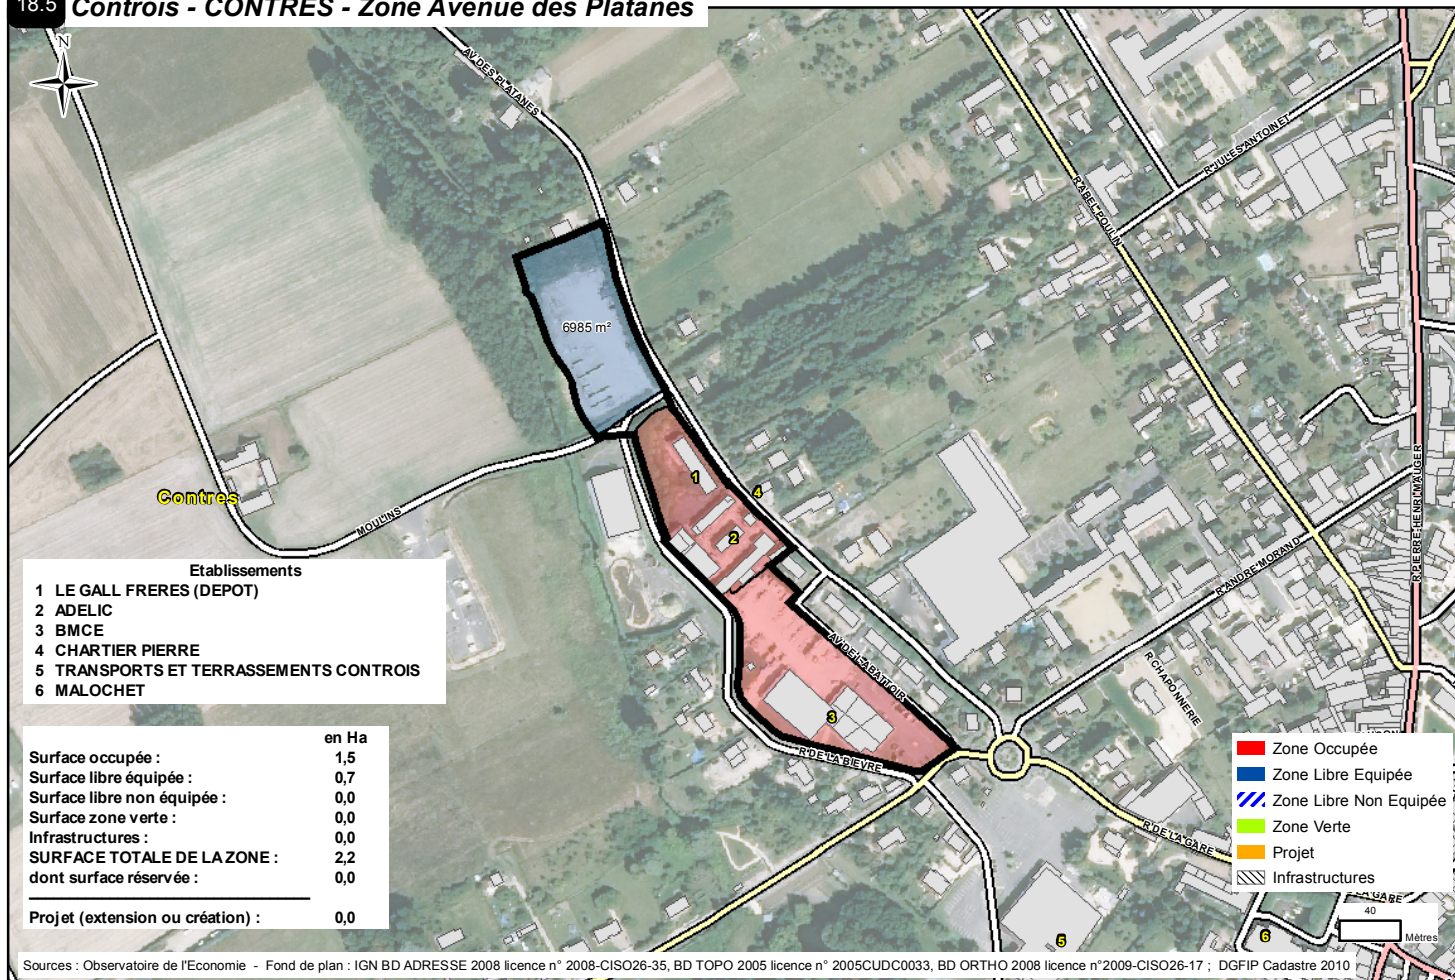 18.5 Controis - CONTRES - Zone Avenue des Platanes
N
AV DES PLATANES
R JULES ANTOINET
R ABEL POULIN
6985 m²
R PIERRE-HENRI MAUGER
Contres
MOULINS
1
4
2
R ANDRE MORAND
AV DE L'ABATTOIR
R CHAPONNERIE
3
R DE LA BIEVRE
R DE LA GARE
LA GARE
5
6
Etablissements
1 LE GALL FRERES (DEPOT)
2 ADELIC
3 BMCE
4 CHARTIER PIERRE
5 TRANSPORTS ET TERRASSEMENTS CONTROIS
6 MALOCHET
en Ha
Surface occupée : 1,5
Surface libre équipée : 0,7
Surface libre non équipée : 0,0
Surface zone verte : 0,0
Infrastructures : 0,0
SURFACE TOTALE DE LA ZONE : 2,2
dont surface réservée : 0,0
Projet (extension ou création) : 0,0
Zone Occupée
Zone Libre Equipée
Zone Libre Non Equipée
Zone Verte
Projet
Infrastructures
40
Mètres
Sources : Observatoire de l'Economie - Fond de plan : IGN BD ADRESSE 2008 licence n° 2008-CISO26-35, BD TOPO 2005 licence n° 2005CUDC0033, BD ORTHO 2008 licence n°2009-CISO26-17 ; DGFIP Cadastre 2010